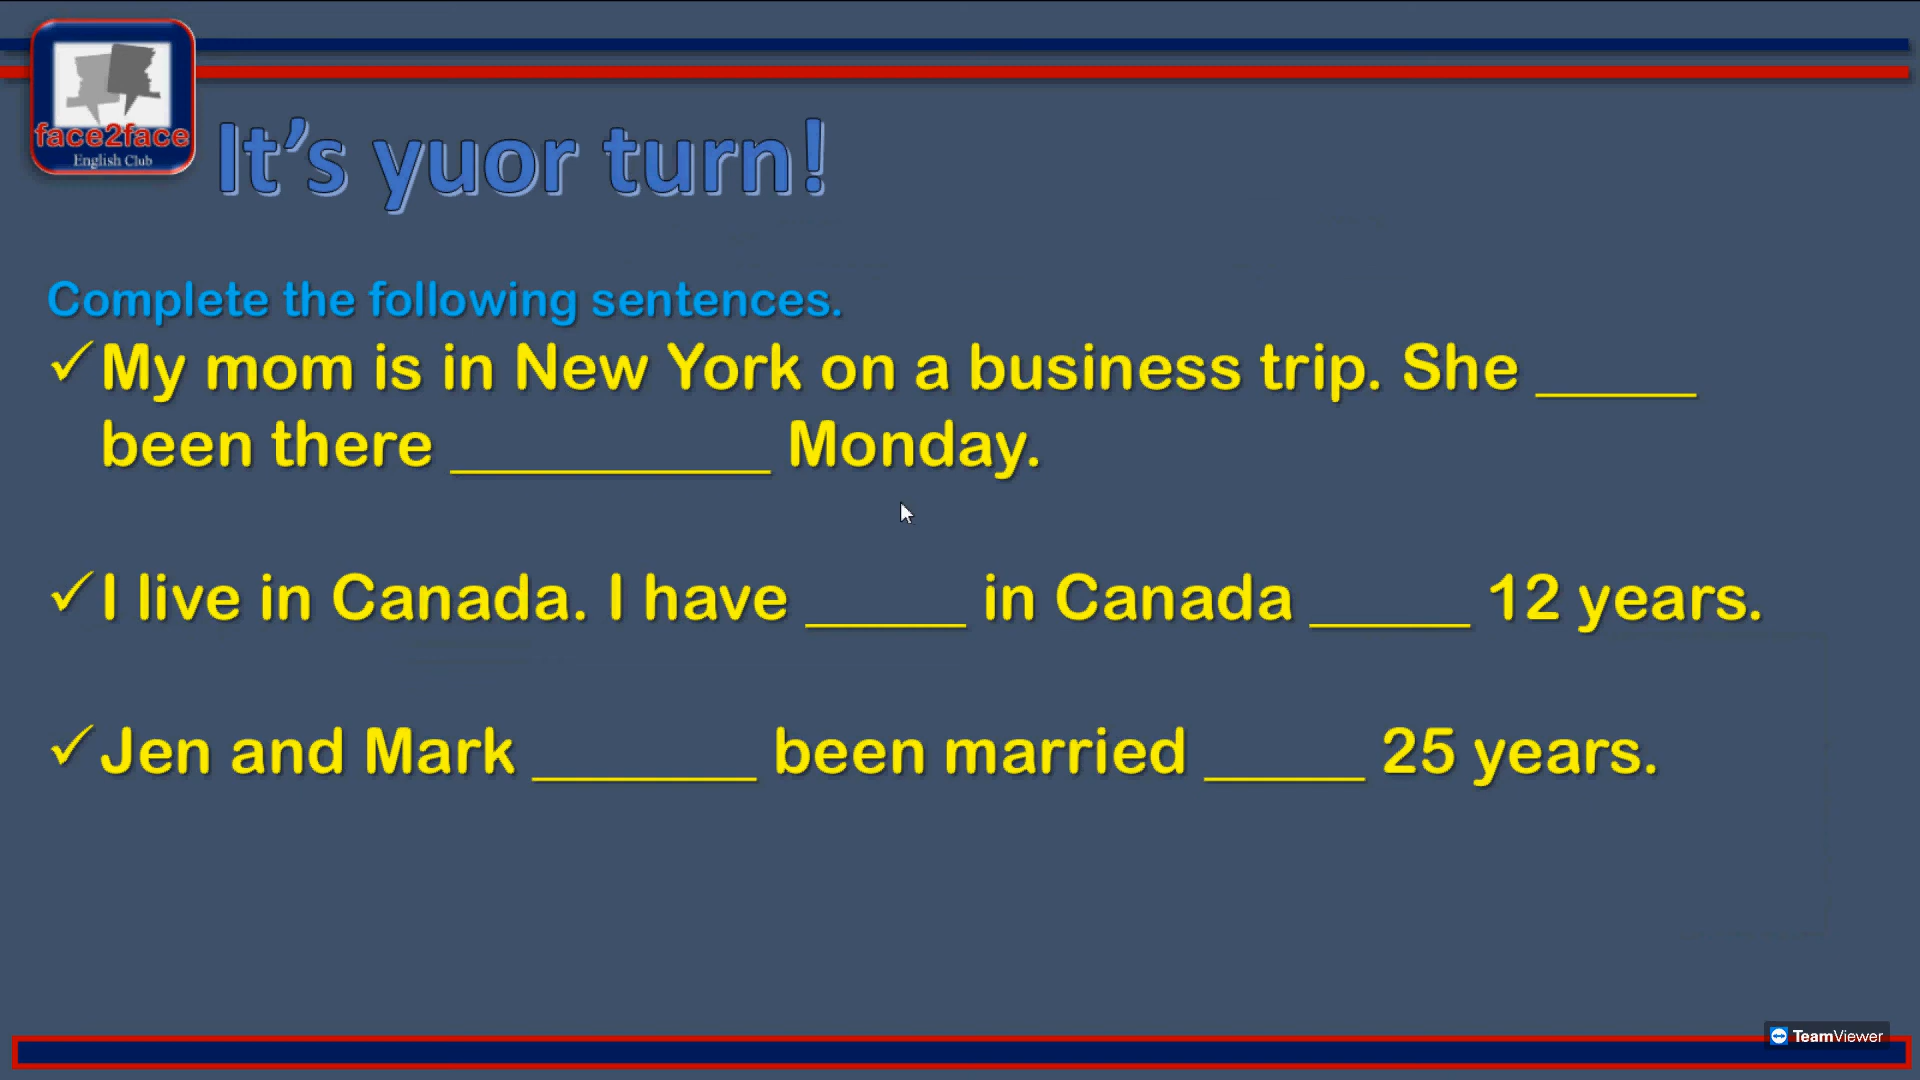 face2face
English Club
It’s yuor turn!
Complete the following sentences.
✓ My mom is in New York on a business trip. She _____
been there __________ Monday.
✓ I live in Canada. I have _____ in Canada _____ 12 years.
✓ Jen and Mark _______ been married _____ 25 years.
TeamViewer